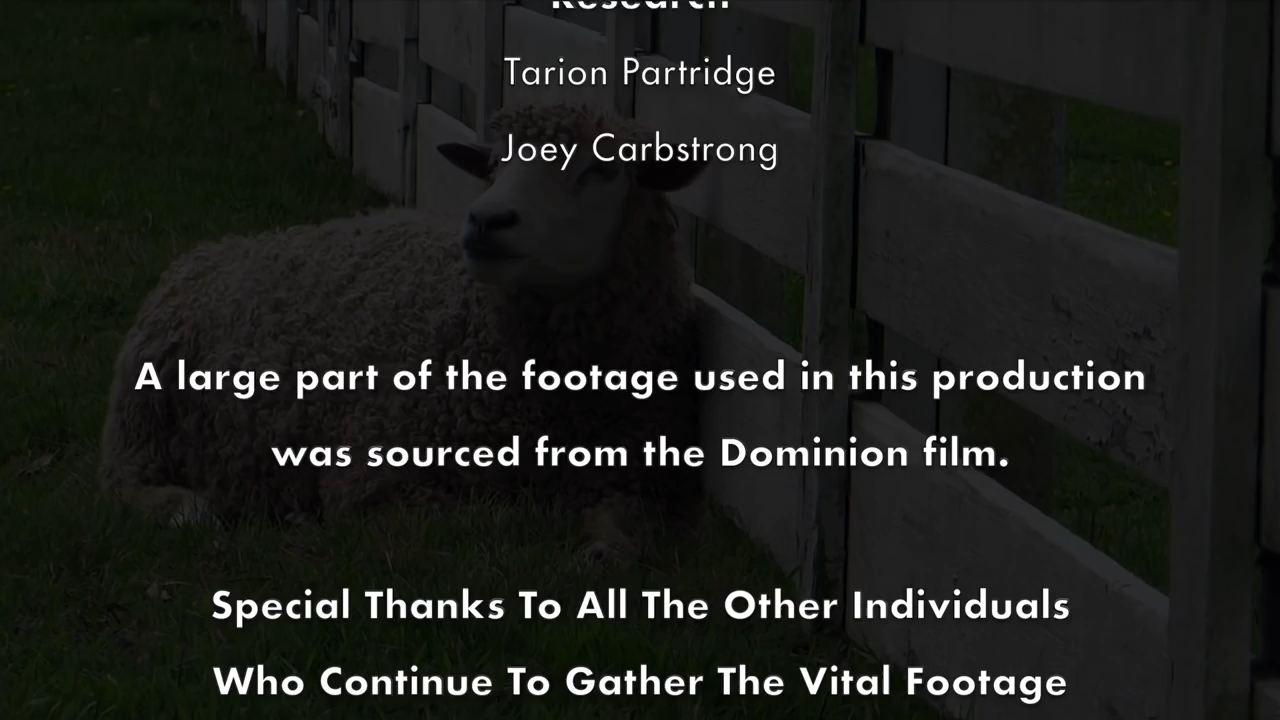 Research
Tarion Partridge
Joey Carbstrong
A large part of the footage used in this production
was sourced from the Dominion film.
Special Thanks To All The Other Individuals
Who Continue To Gather The Vital Footage